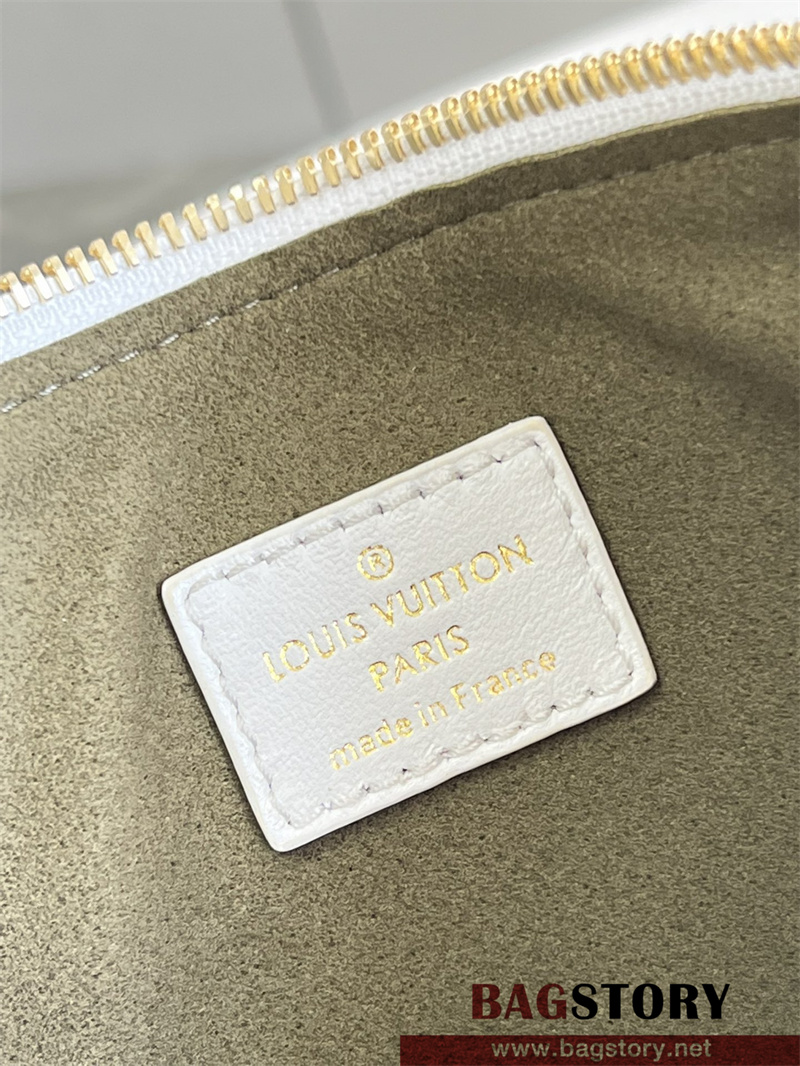 ®
LOUIS VUITTON
PARIS
made in France
BAGSTORY
www.bagstory.net